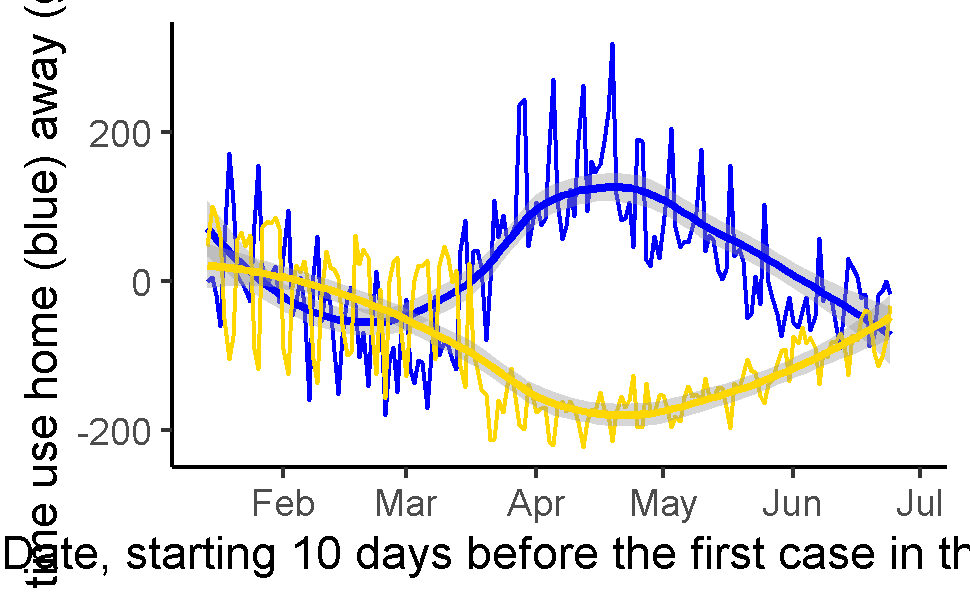 time use home (blue) away (
200
0
-200
Feb Mar Apr May Jun Jul
Date, starting 10 days before the first case in th